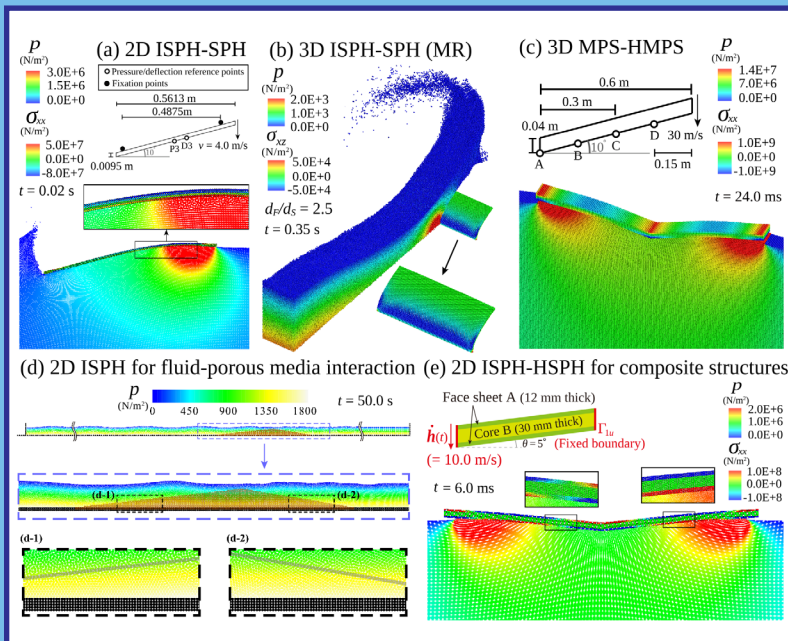 (a) 2D ISPH-SPH
p
(N/m²)
3.0E+6
1.5E+6
0.0E+0
σxx
(N/m²)
5.0E+7
0.0E+0
-8.0E+7
t = 0.02 s
Pressure/deflection reference points
Fixation points
0.5613 m
0.4875m
P3 D3
v = 4.0 m/s
0.0095 m
(b) 3D ISPH-SPH (MR)
p
(N/m²)
2.0E+3
1.0E+3
0.0E+0
σxz
(N/m²)
5.0E+4
0.0E+0
-5.0E+4
dF/dS = 2.5
t = 0.35 s
(c) 3D MPS-HMPS
p
(N/m²)
1.4E+7
7.0E+6
0.0E+0
σxx
(N/m²)
1.0E+9
0.0E+0
-1.0E+9
0.6 m
0.3 m
0.04 m
A
B
C
D
10°
30 m/s
0.15 m
t = 24.0 ms
(d) 2D ISPH for fluid-porous media interaction
p
(N/m²)
0 450 900 1350 1800
t = 50.0 s
(d-1)
(d-2)
(d-1)
(d-2)
(e) 2D ISPH-HSPH for composite structures
Face sheet A (12 mm thick)
Core B (30 mm thick)
ḣ(t)
(= 10.0 m/s)
θ = 5°
Γ1u
(Fixed boundary)
p
(N/m²)
2.0E+6
1.0E+6
0.0E+0
σxx
(N/m²)
1.0E+8
0.0E+0
-1.0E+8
t = 6.0 ms